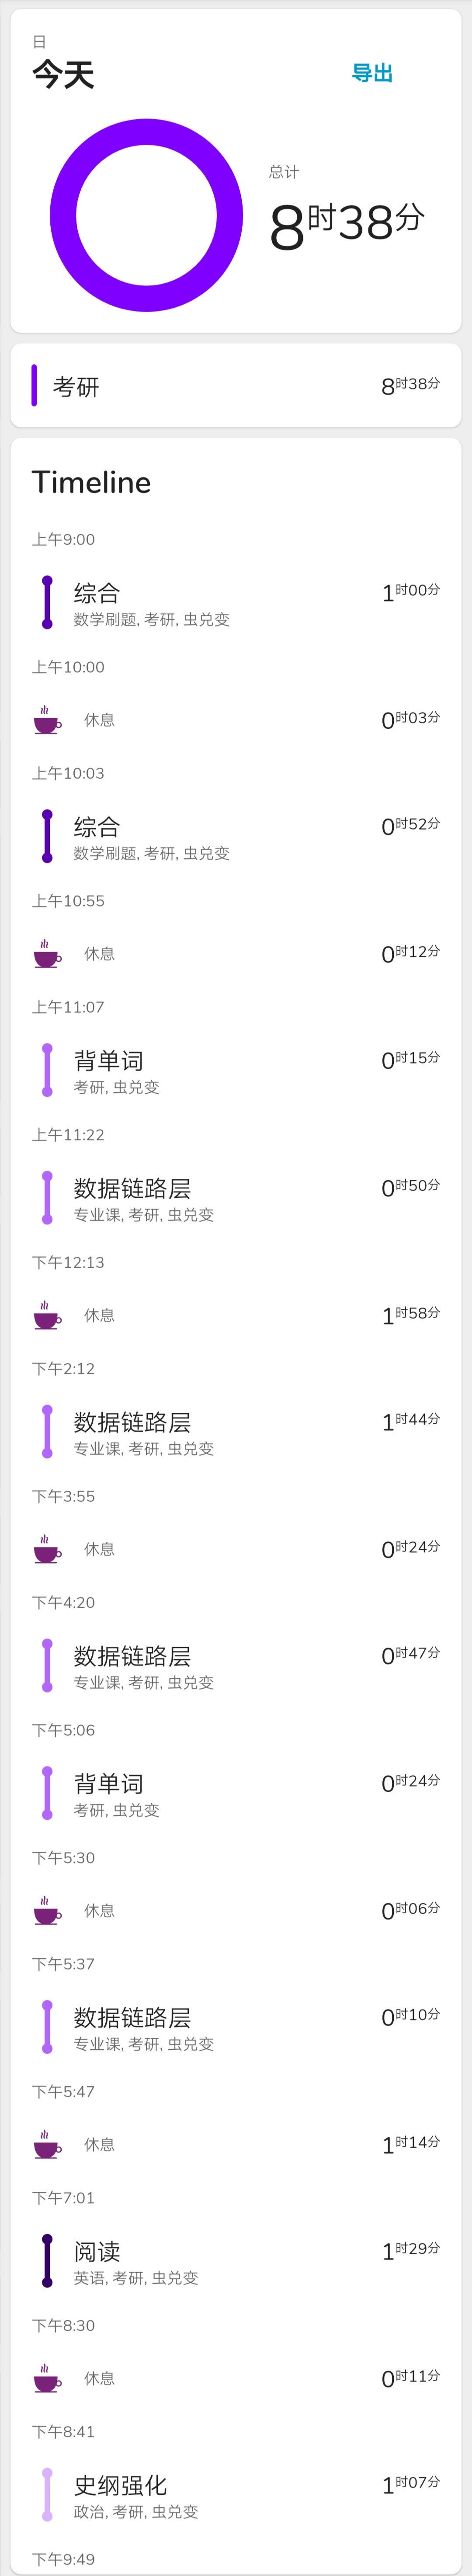 日
今天
导出
总计
8时38分
考研 8时38分
Timeline
上午9:00
综合 1时00分
数学刷题, 考研, 虫兑变
上午10:00
休息 0时03分
上午10:03
综合 0时52分
数学刷题, 考研, 虫兑变
上午10:55
休息 0时12分
上午11:07
背单词 0时15分
考研, 虫兑变
上午11:22
数据链路层 0时50分
专业课, 考研, 虫兑变
下午12:13
休息 1时58分
下午2:12
数据链路层 1时44分
专业课, 考研, 虫兑变
下午3:55
休息 0时24分
下午4:20
数据链路层 0时47分
专业课, 考研, 虫兑变
下午5:06
背单词 0时24分
考研, 虫兑变
下午5:30
休息 0时06分
下午5:37
数据链路层 0时10分
专业课, 考研, 虫兑变
下午5:47
休息 1时14分
下午7:01
阅读 1时29分
英语, 考研, 虫兑变
下午8:30
休息 0时11分
下午8:41
史纲强化 1时07分
政治, 考研, 虫兑变
下午9:49